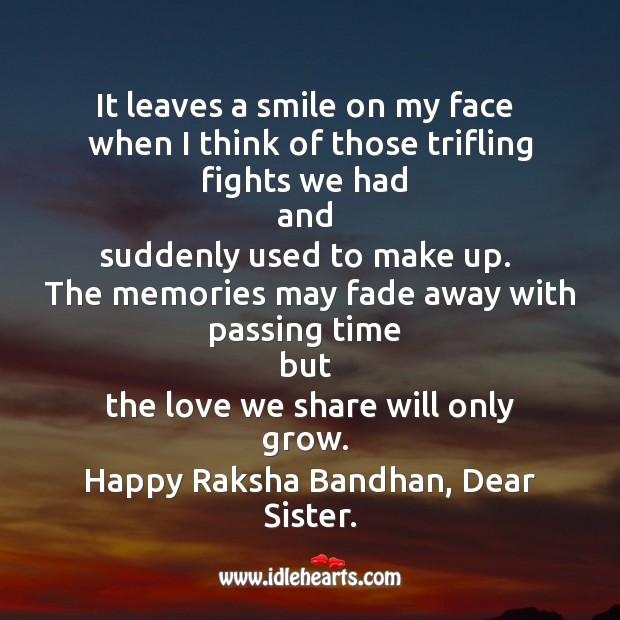 It leaves a smile on my face
when I think of those trifling
fights we had
and
suddenly used to make up.
The memories may fade away with
passing time
but
the love we share will only
grow.
Happy Raksha Bandhan, Dear
Sister.
www.idlehearts.com